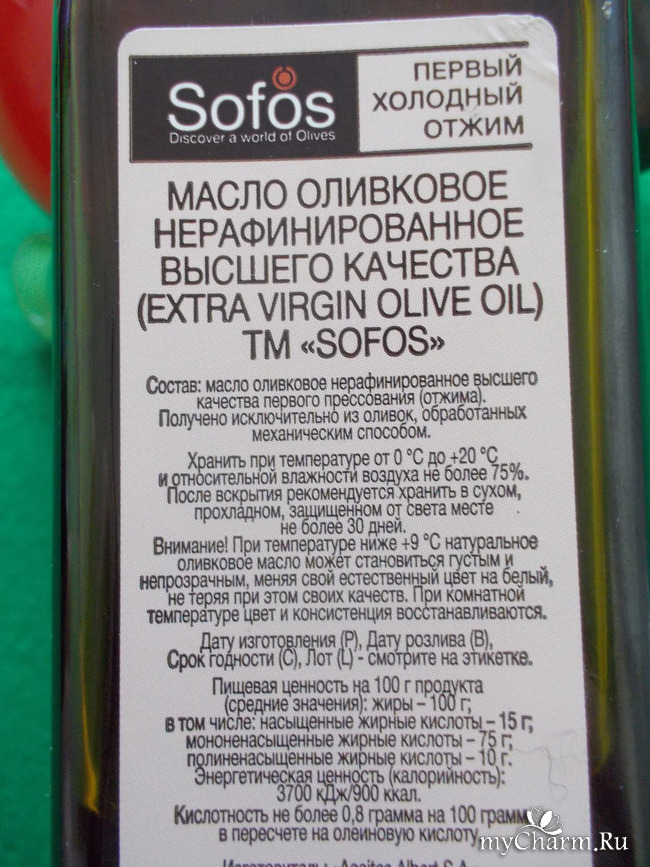 Sofos
Discover a world of Olives
ПЕРВЫЙ
ХОЛОДНЫЙ
ОТЖИМ
МАСЛО ОЛИВКОВОЕ
НЕРАФИНИРОВАННОЕ
ВЫСШЕГО КАЧЕСТВА
(EXTRA VIRGIN OLIVE OIL)
ТМ «SOFOS»
Состав: масло оливковое нерафинированное высшего
качества первого прессования (отжима).
Получено исключительно из оливок, обработанных
механическим способом.
Хранить при температуре от 0 °С до +20 °С
и относительной влажности воздуха не более 75%.
После вскрытия рекомендуется хранить в сухом,
прохладном, защищенном от света месте
не более 30 дней.
Внимание! При температуре ниже +9 °С натуральное
оливковое масло может становиться густым и
непрозрачным, меняя свой естественный цвет на белый,
не теряя при этом своих качеств. При комнатной
температуре цвет и консистенция восстанавливаются.
Дату изготовления (P), Дату розлива (B),
Срок годности (C), Лот (L) - смотрите на этикетке.
Пищевая ценность на 100 г продукта
(средние значения): жиры – 100 г;
в том числе: насыщенные жирные кислоты – 15 г;
мононенасыщенные жирные кислоты – 75 г;
полиненасыщенные жирные кислоты – 10 г.
Энергетическая ценность (калорийность):
3700 кДж/900 ккал.
Кислотность не более 0,8 грамма на 100 грамм
в пересчете на олеиновую кислоту
Изготовитель: «Aceites Albert S.A.
myCharm.Ru